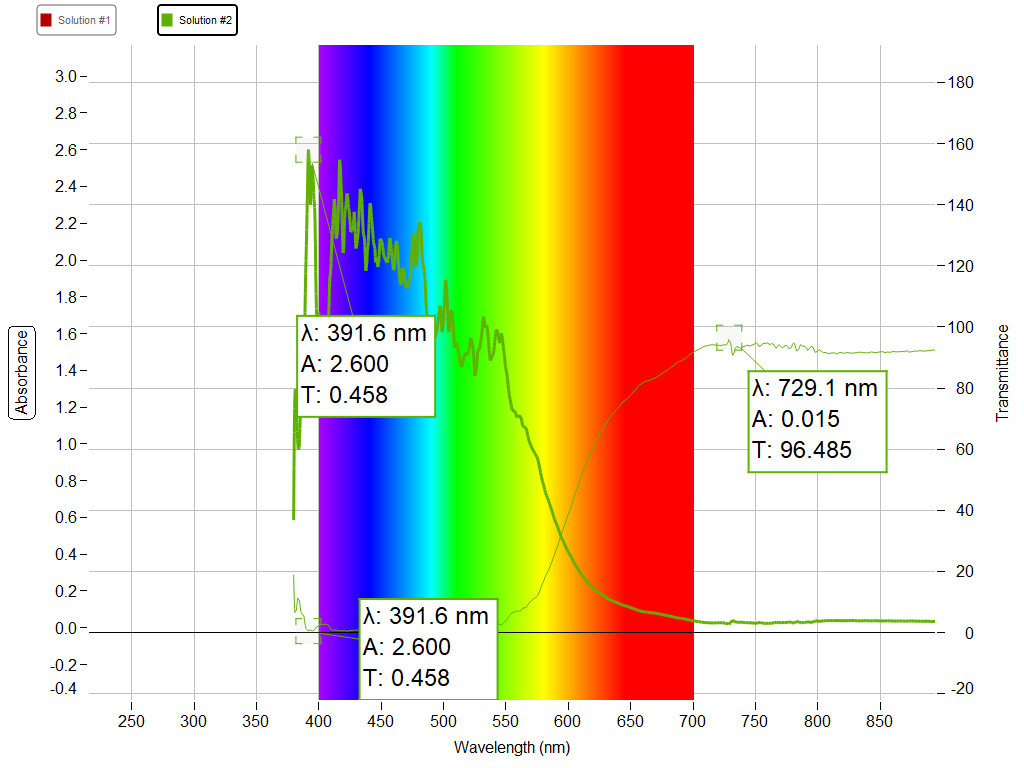 Solution #1
Solution #2
Absorbance
3.0
2.8
2.6
2.4
2.2
2.0
1.8
1.6
1.4
1.2
1.0
0.8
0.6
0.4
0.2
0.0
-0.2
-0.4
λ: 391.6 nm
A: 2.600
T: 0.458
λ: 391.6 nm
A: 2.600
T: 0.458
λ: 729.1 nm
A: 0.015
T: 96.485
180
160
140
120
100
80
60
40
20
0
-20
Transmittance
250 300 350 400 450 500 550 600 650 700 750 800 850
Wavelength (nm)